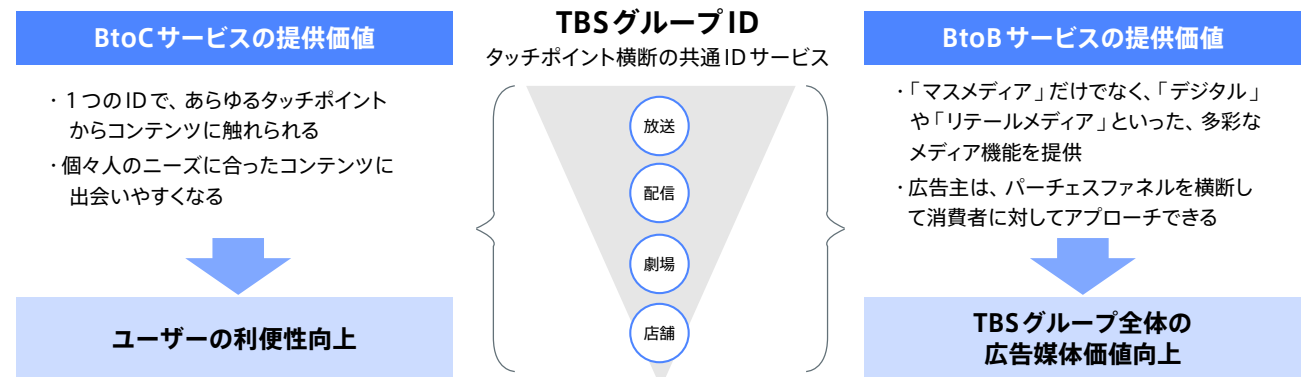 BtoCサービスの提供価値
・１つのIDで、あらゆるタッチポイント
からコンテンツに触れられる
・個々人のニーズに合ったコンテンツに
出会いやすくなる
ユーザーの利便性向上
TBSグループID
タッチポイント横断の共通IDサービス
放送
配信
劇場
店舗
BtoBサービスの提供価値
・「マスメディア」だけでなく、「デジタル」
や「リテールメディア」といった、多彩な
メディア機能を提供
・広告主は、パーチェスファネルを横断し
て消費者に対してアプローチできる
TBSグループ全体の
広告媒体価値向上